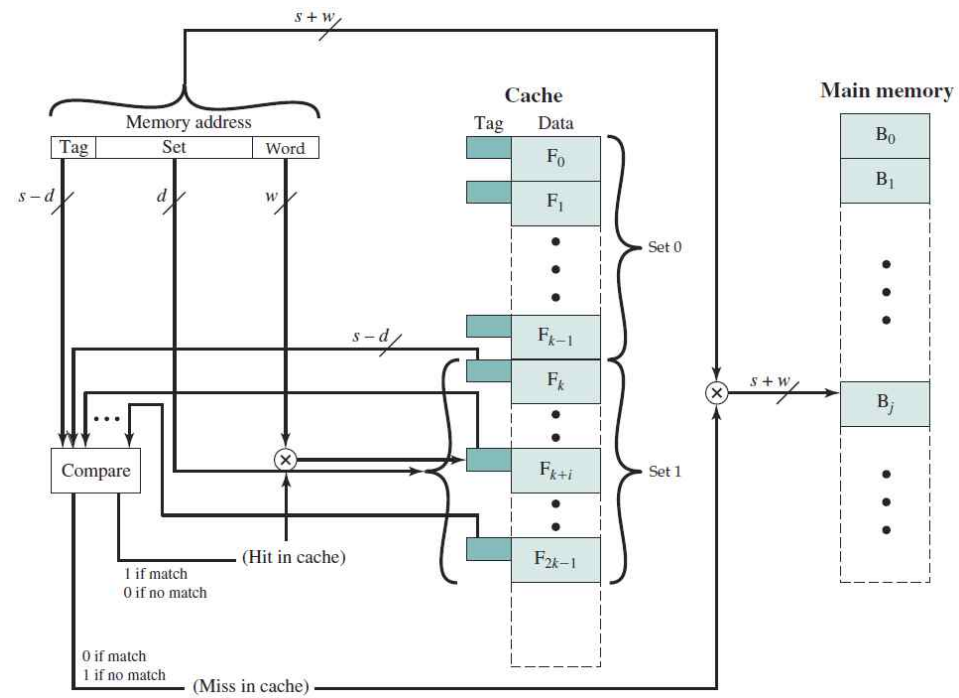 s + w
Cache
Main memory
Memory address
Tag Data
Tag Set Word
F₀
B₀
s – d
d
w
F₁
B₁
Set 0
s – d
Fₖ₋₁
Fₖ
s + w
Bⱼ
Compare
Fₖ₊ᵢ
Set 1
(Hit in cache)
F₂ₖ₋₁
1 if match
0 if no match
0 if match
1 if no match
(Miss in cache)